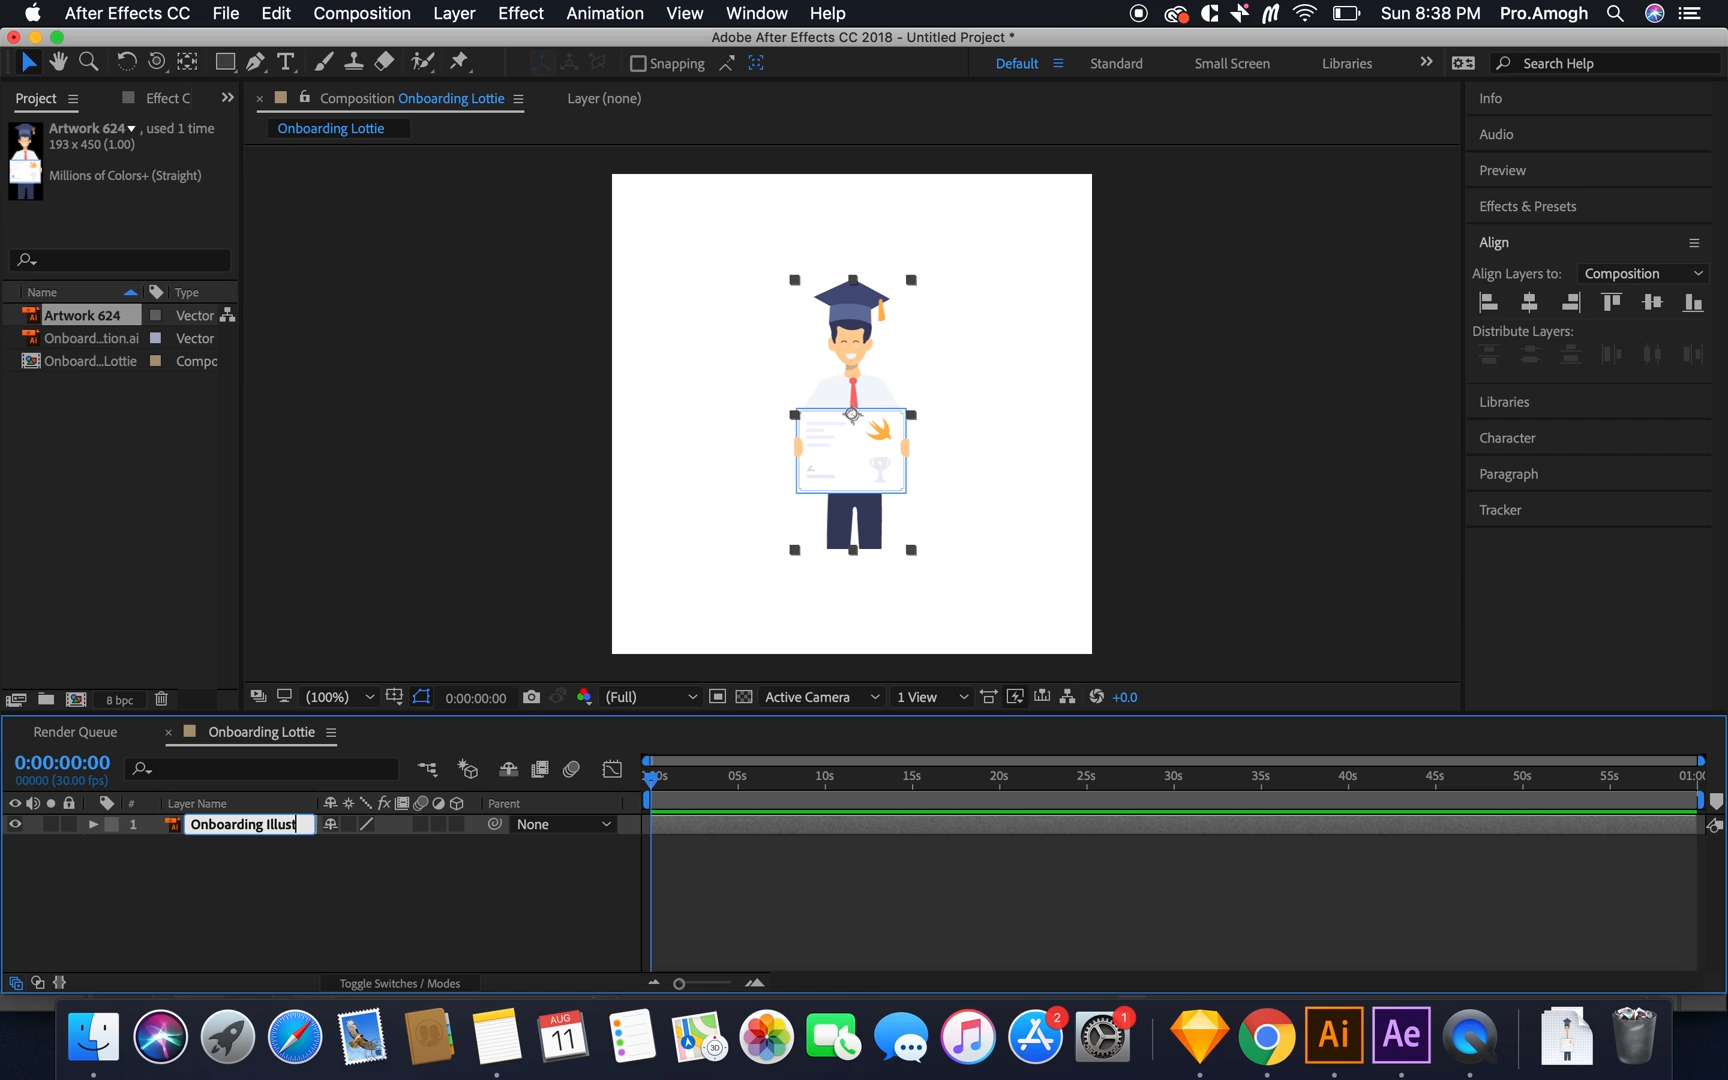 After Effects CC File Edit Composition Layer Effect Animation View Window Help Sun 8:38 PM Pro.Amogh
Adobe After Effects CC 2018 - Untitled Project *
T Snapping Default Standard Small Screen Libraries Search Help
Project Effect C
Composition Onboarding Lottie Layer (none)
Onboarding Lottie
Artwork 624 , used 1 time
193 x 450 (1.00)
Millions of Colors+ (Straight)
Name Type
Artwork 624 Vector
Onboard...tion.ai Vector
Onboard...Lottie Compo
8 bpc
(100%) 0:00:00:00 (Full) Active Camera 1 View +0.0
Info
Audio
Preview
Effects & Presets
Align
Align Layers to: Composition
Distribute Layers:
Libraries
Character
Paragraph
Tracker
Render Queue Onboarding Lottie
0:00:00:00
00000 (30.00 fps)
05s 10s 15s 20s 25s 30s 35s 40s 45s 50s 55s 01:0
# Layer Name fx Parent
1 Onboarding Illust None
Toggle Switches / Modes
AUG
11
3D
2
1
Ai
Ae